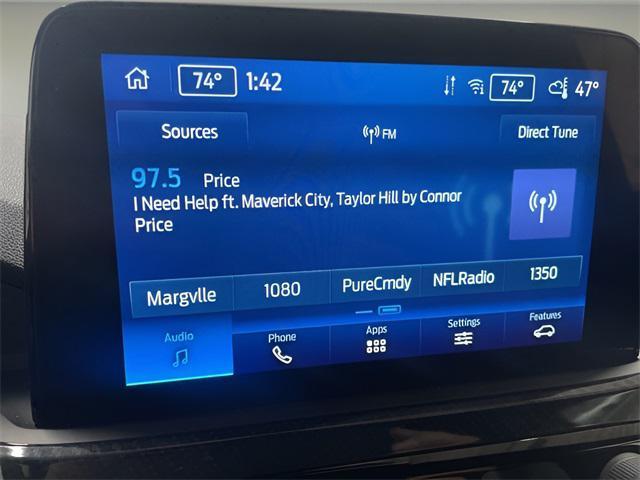 74° 1:42 74° 47°
Sources FM Direct Tune
97.5 Price
I Need Help ft. Maverick City, Taylor Hill by Connor
Price
Margvlle 1080 PureCmdy NFLRadio 1350
Audio Phone Apps Settings Features